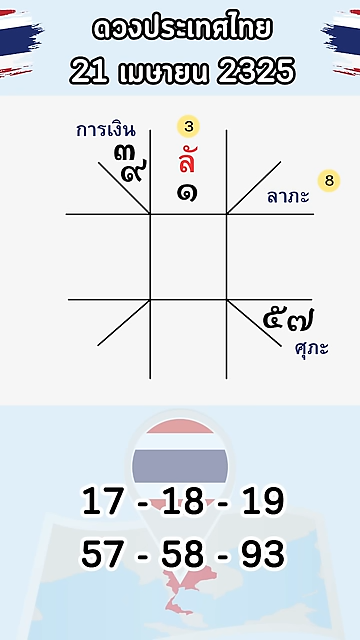 ดวงประเทศไทย
21 เมษายน 2325
การเงิน
3
๓
๙
ลั
๑
ลาภะ
8
๕๗
ศุภะ
17 - 18 - 19
57 - 58 - 93